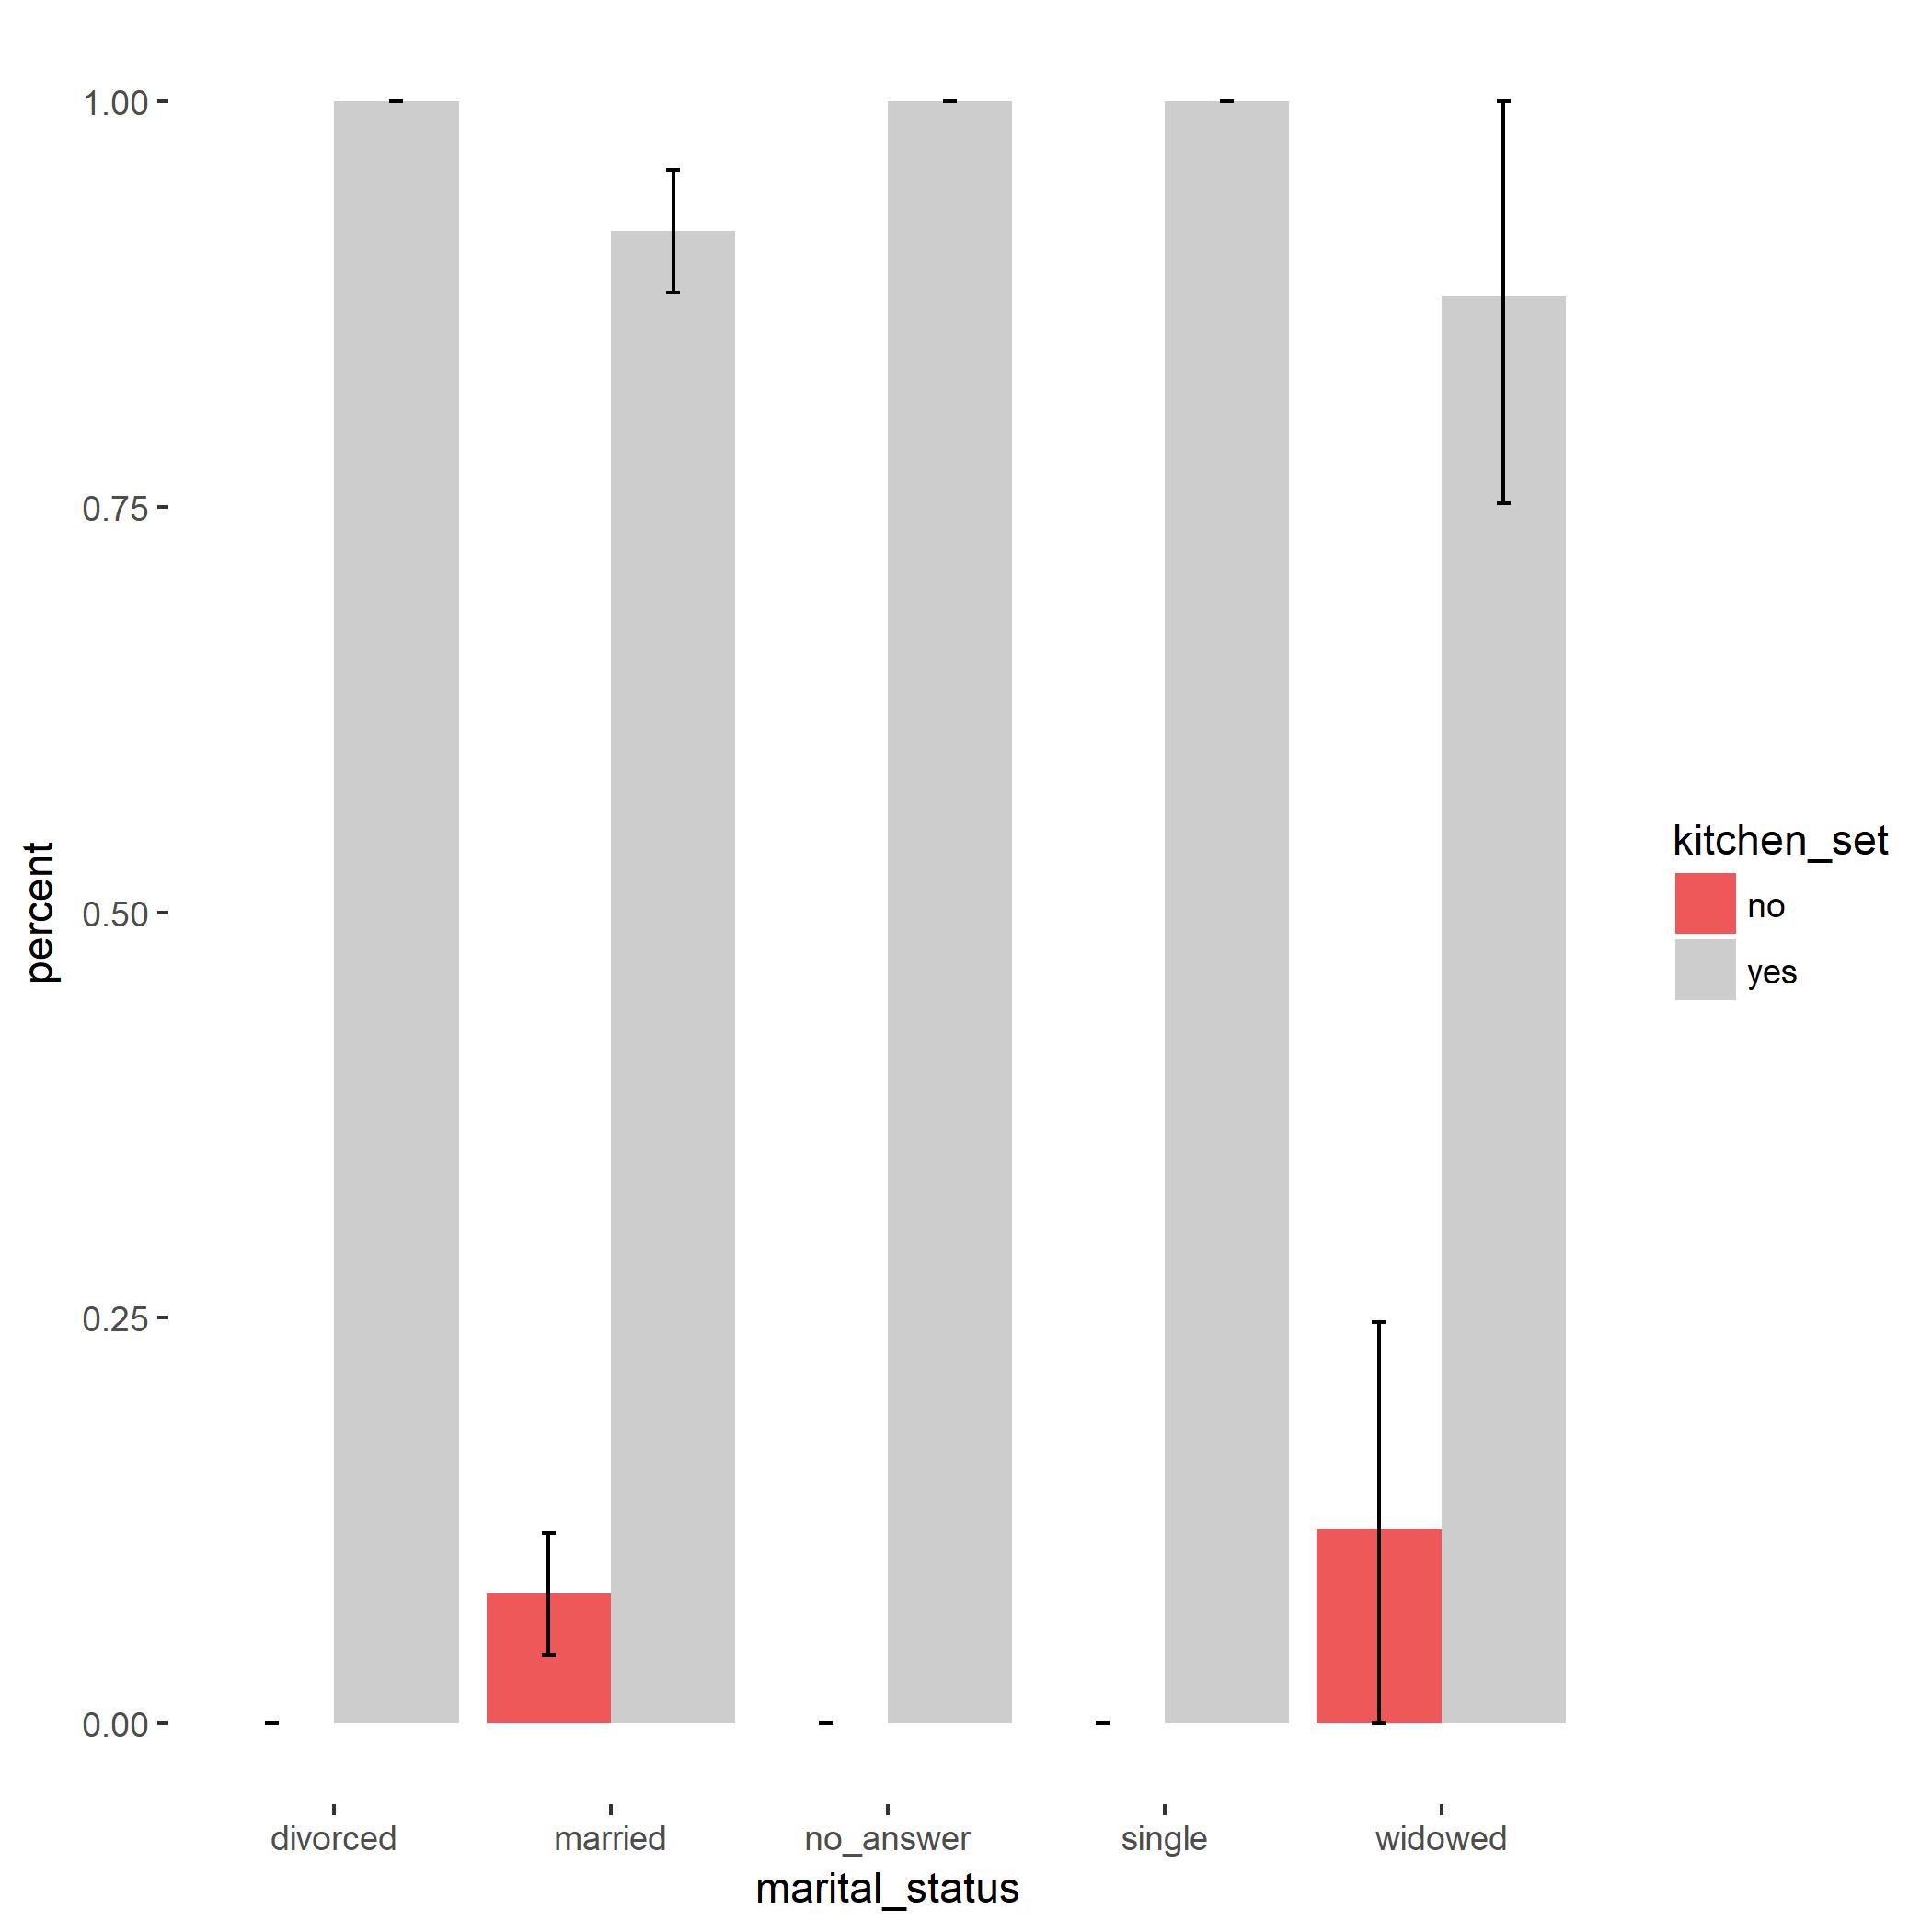 1.00
0.75
0.50
0.25
0.00
percent
divorced married no_answer single widowed
marital_status
kitchen_set
no
yes